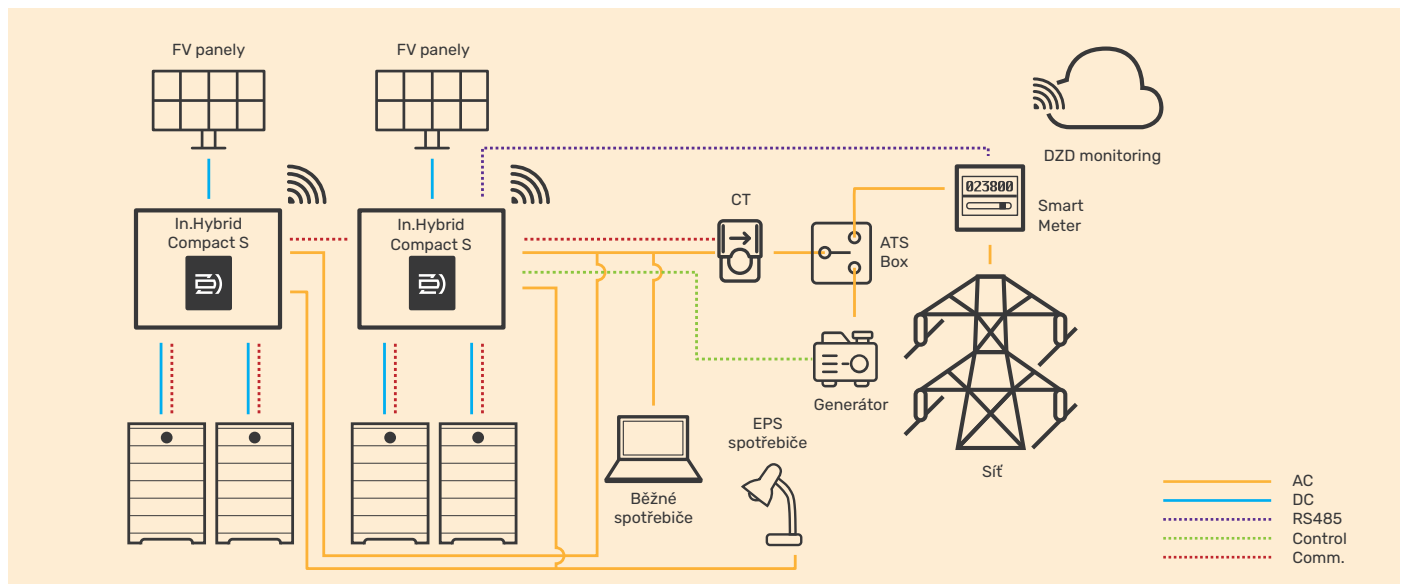 FV panely
FV panely
DZD monitoring
023800
Smart
Meter
CT
ATS
Box
In.Hybrid
Compact S
In.Hybrid
Compact S
Generátor
EPS
spotřebiče
Běžné
spotřebiče
Síť
AC
DC
RS485
Control
Comm.